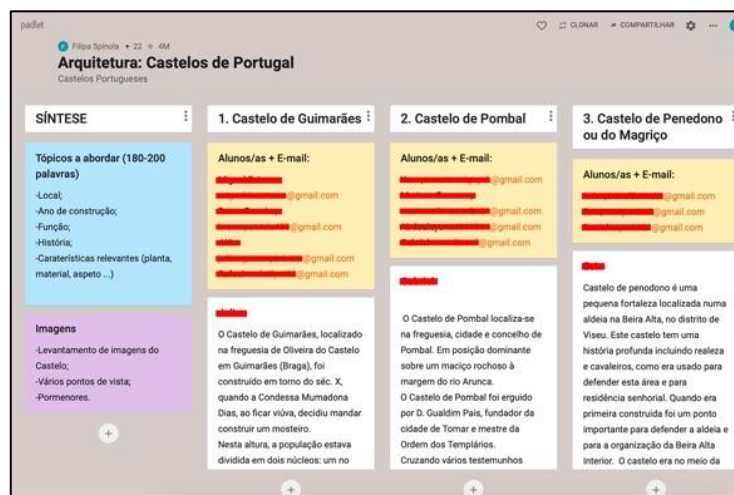 padlet
CLONAR
COMPARTILHAR
Filipa Spínola • 22 • 4M
Arquitetura: Castelos de Portugal
Castelos Portugueses
SÍNTESE
Tópicos a abordar (180-200
palavras)
-Local;
-Ano de construção;
-Função;
-História;
-Caraterísticas relevantes (planta,
material, aspeto ...)
Imagens
-Levantamento de imagens do
Castelo;
-Vários pontos de vista;
-Pormenores.
1. Castelo de Guimarães
Alunos/as + E-mail:
@gmail.com
@gmail.com
@gmail.com
@gmail.com
O Castelo de Guimarães, localizado
na freguesia de Oliveira do Castelo
em Guimarães (Braga), foi
construído em torno do séc. X,
quando a Condessa Mumadona
Dias, ao ficar viúva, decidiu mandar
construir um mosteiro.
Nesta altura, a população estava
dividida em dois núcleos: um no
2. Castelo de Pombal
Alunos/as + E-mail:
@gmail.com
@gmail.com
@gmail.com
@gmail.com
O Castelo de Pombal localiza-se
na freguesia, cidade e concelho de
Pombal. Em posição dominante
sobre um maciço rochoso à
margem do rio Arunca.
O Castelo de Pombal foi erguido
por D. Gualdim Pais, fundador da
cidade de Tomar e mestre da
Ordem dos Templários.
Cruzando vários testemunhos
3. Castelo de Penedono
ou do Magriço
Alunos/as + E-mail:
@gmail.com
@gmail.com
@gmail.com
Castelo de penodono é uma
pequena fortaleza localizada numa
aldeia na Beira Alta, no distrito de
Viseu. Este castelo tem uma
história profunda incluindo realeza
e cavaleiros, como era usado para
defender esta área e para
residência senhorial. Quando era
primeira construida foi um ponto
importante para defender a aldeia e
para a organização da Beira Alta
Interior. O castelo era no meio da